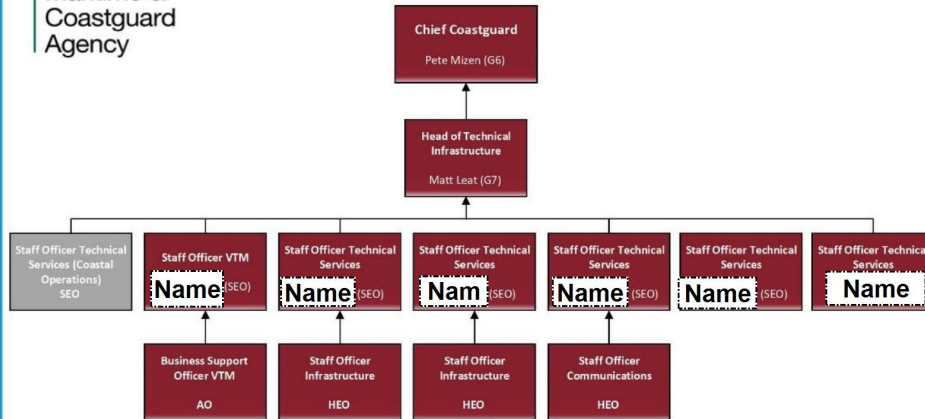 Coastguard
Agency
Chief Coastguard
Pete Mizen (G6)
Head of Technical
Infrastructure
Matt Leat (G7)
Staff Officer Technical
Services (Coastal
Operations)
SEO
Staff Officer VTM
Name (SEO)
Staff Officer Technical
Services
Name (SEO)
Staff Officer Technical
Services
Nam (SEO)
Staff Officer Technical
Services
Name (SEO)
Staff Officer Technical
Services
Name (SEO)
Staff Officer Technica
Services
Name
Business Support
Officer VTM
AO
Staff Officer
Infrastructure
HEO
Staff Officer
Infrastructure
HEO
Staff Officer
Communications
HEO